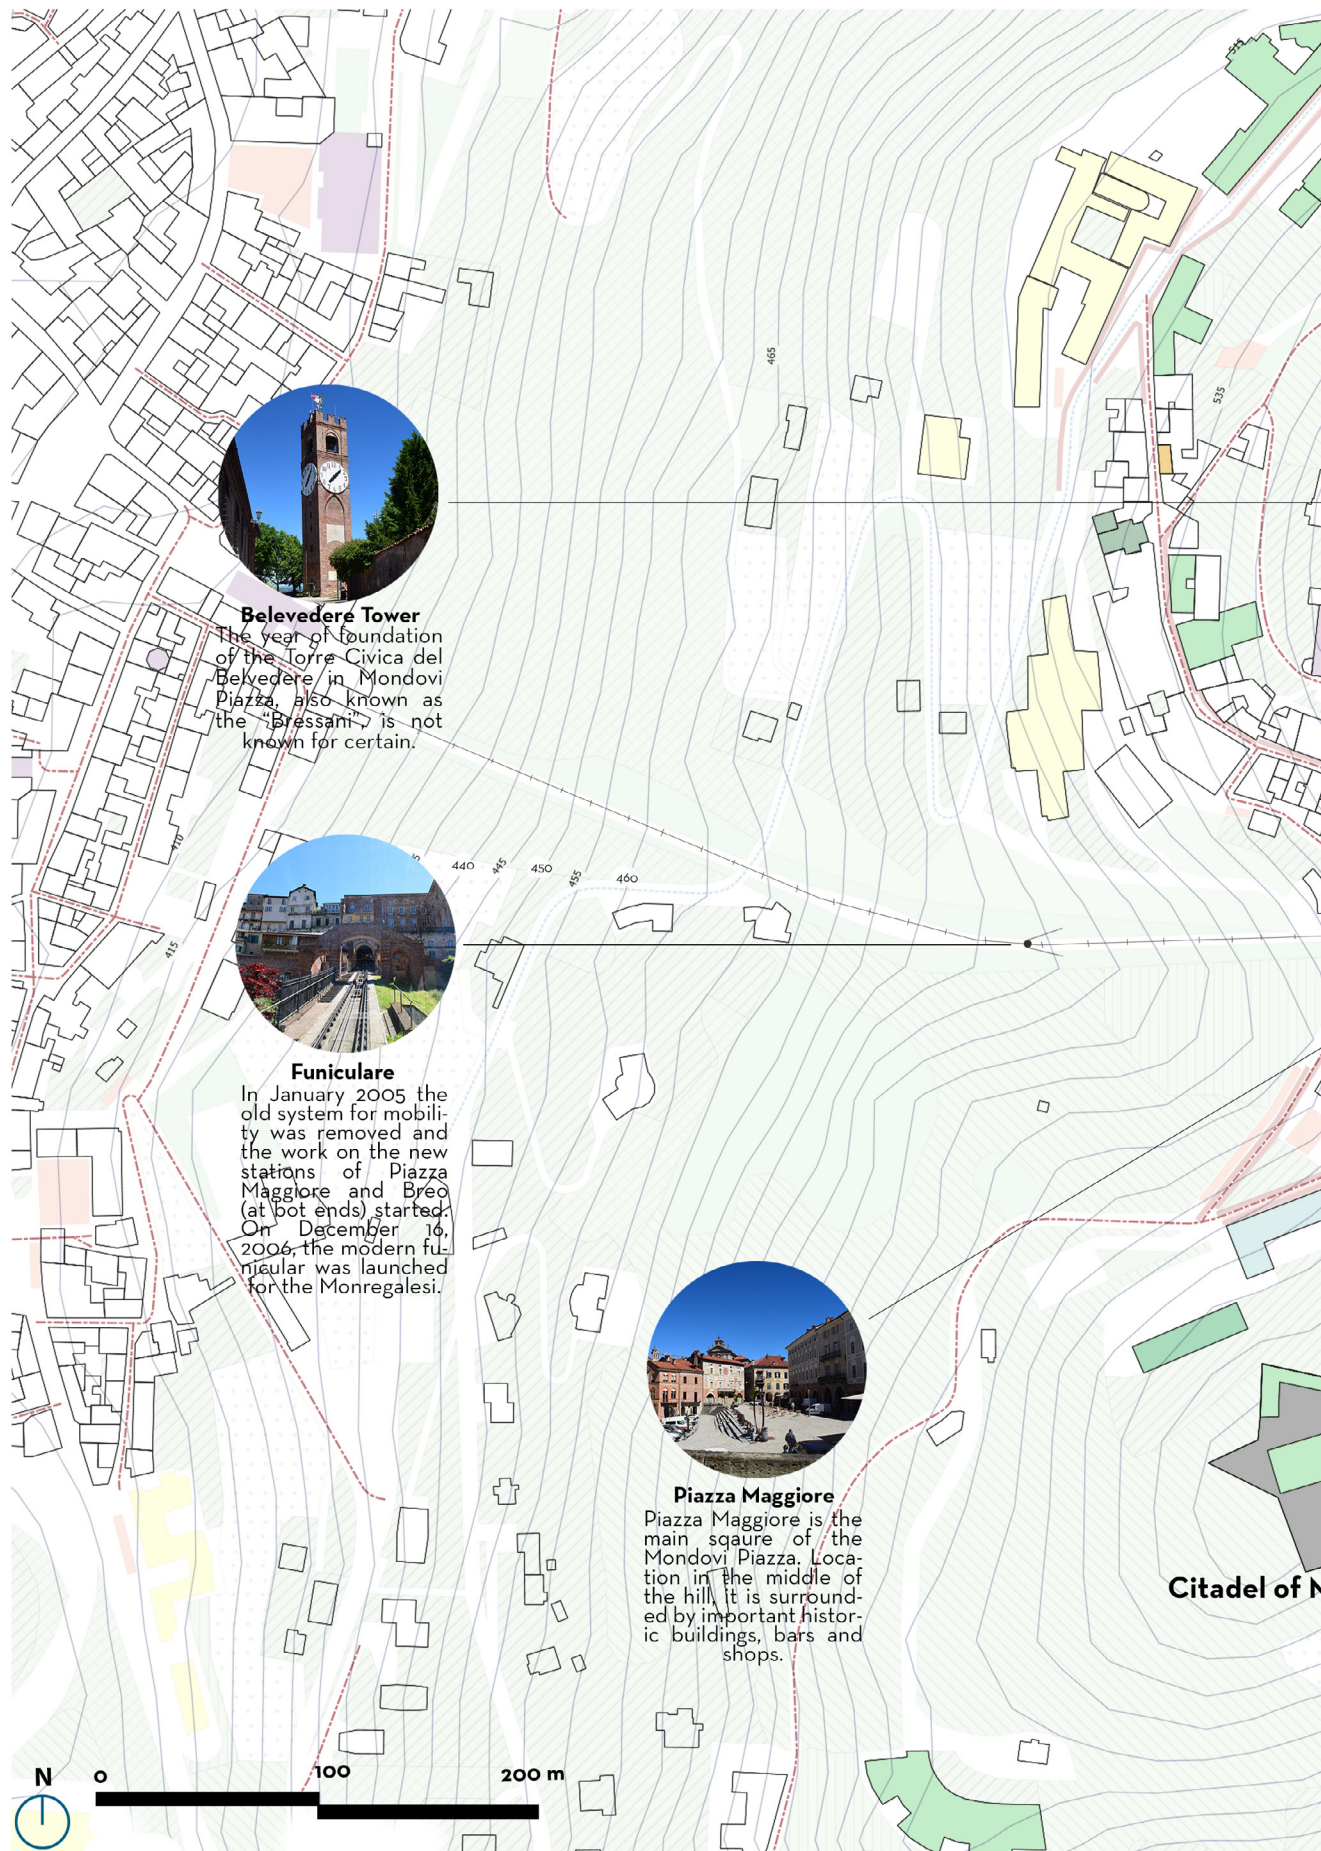 515
465
535
Belevedere Tower
The year of foundation
of the Torre Civica del
Belvedere in Mondovi
Piazza, also known as
the “Bressani”, is not
known for certain.
410
440
445
450
455
460
415
Funiculare
In January 2005 the
old system for mobili-
ty was removed and
the work on the new
stations of Piazza
Maggiore and Breo
(at bot ends) started.
On December 16,
2006, the modern fu-
nicular was launched
for the Monregalesi.
Piazza Maggiore
Piazza Maggiore is the
main sqaure of the
Mondovi Piazza. Loca-
tion in the middle of
the hill, it is surround-
ed by important histor-
ic buildings, bars and
shops.
Citadel of
N
0
100
200 m